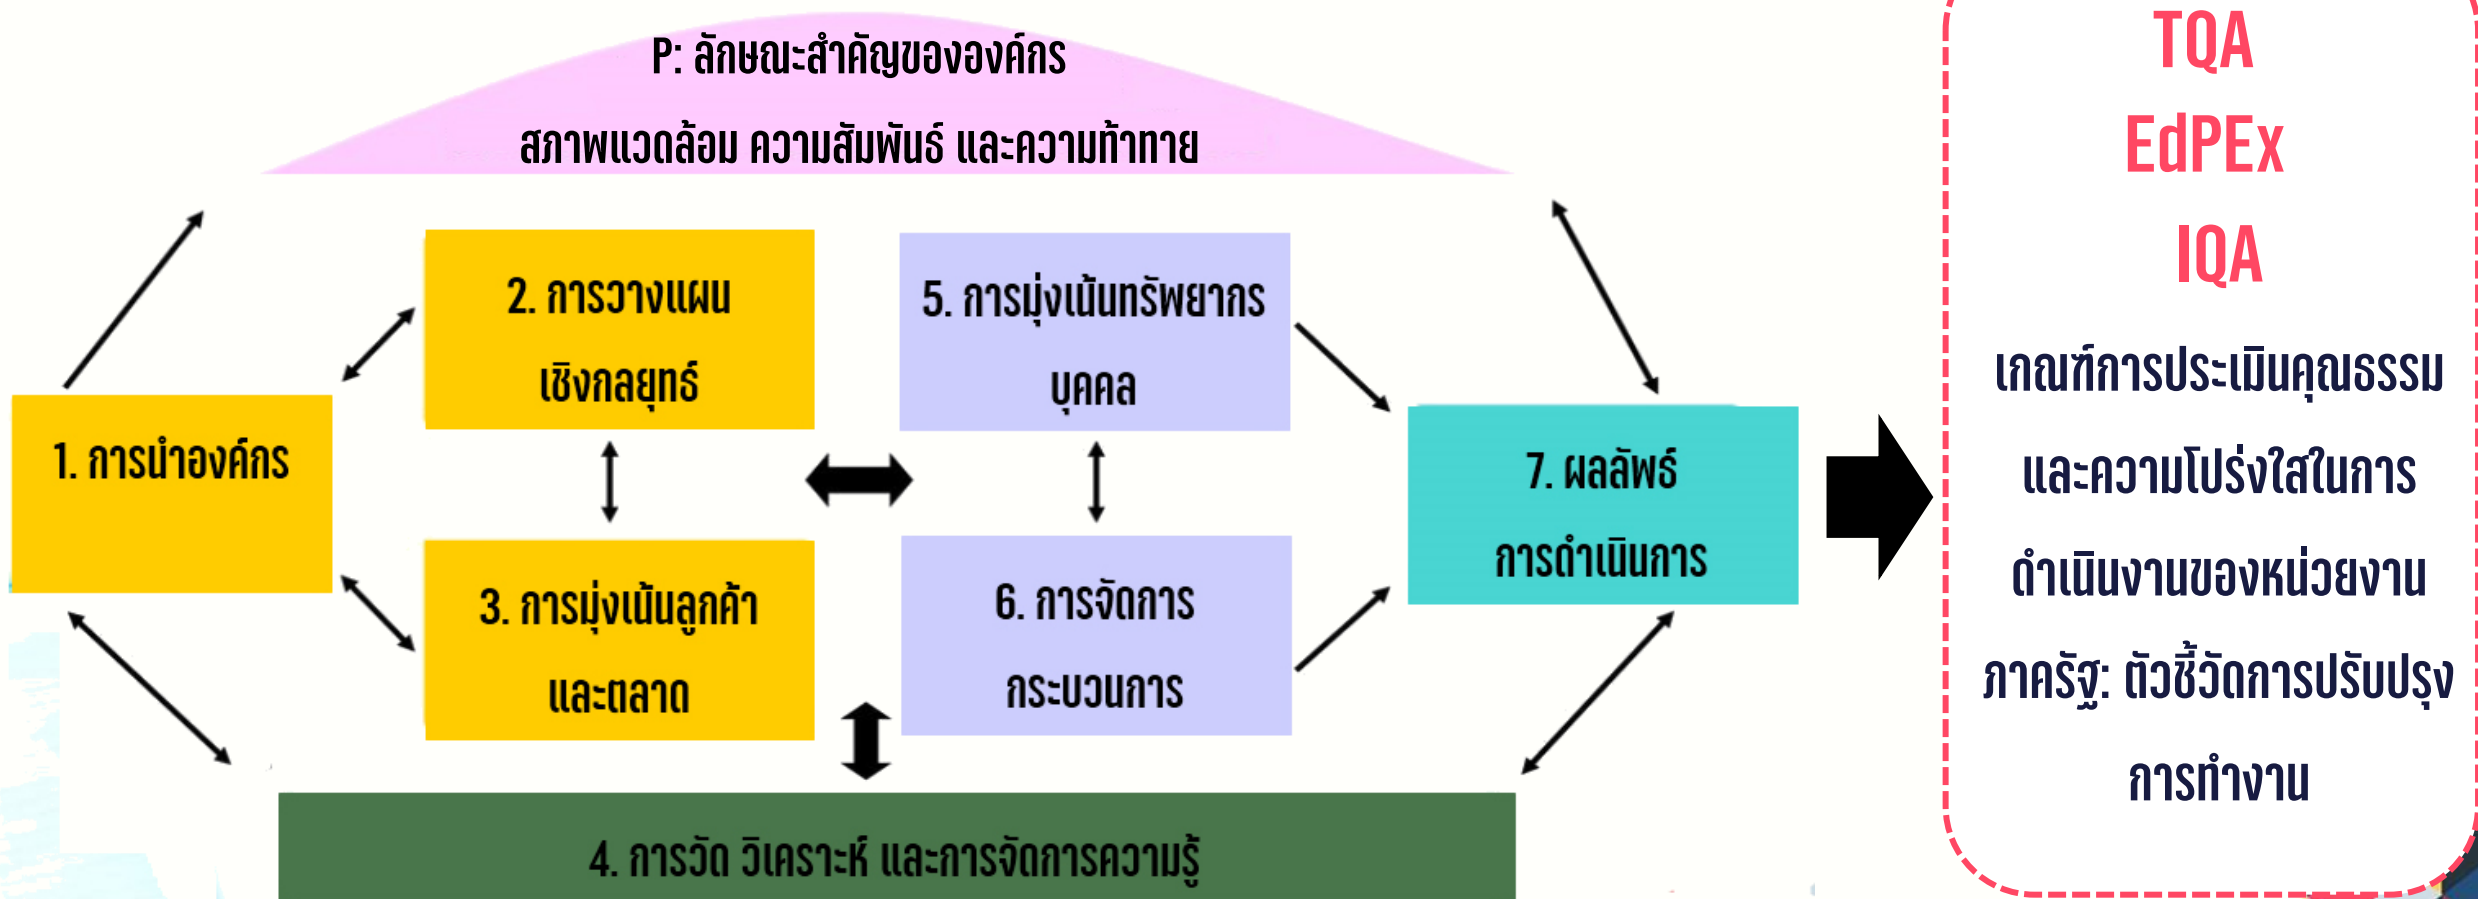 P: ลักษณะสำคัญขององค์กร
สภาพแวดล้อม ความสัมพันธ์ และความท้าทาย
1. การนำองค์กร
2. การวางแผน
เชิงกลยุทธ์
3. การมุ่งเน้นลูกค้า
และตลาด
5. การมุ่งเน้นทรัพยากร
บุคคล
6. การจัดการ
กระบวนการ
7. ผลลัพธ์
การดำเนินการ
4. การวัด วิเคราะห์ และการจัดการความรู้
TQA
EdPEx
IQA
เกณฑ์การประเมินคุณธรรม
และความโปร่งใสในการ
ดำเนินงานของหน่วยงาน
ภาครัฐ: ตัวชี้วัดการปรับปรุง
การทำงาน